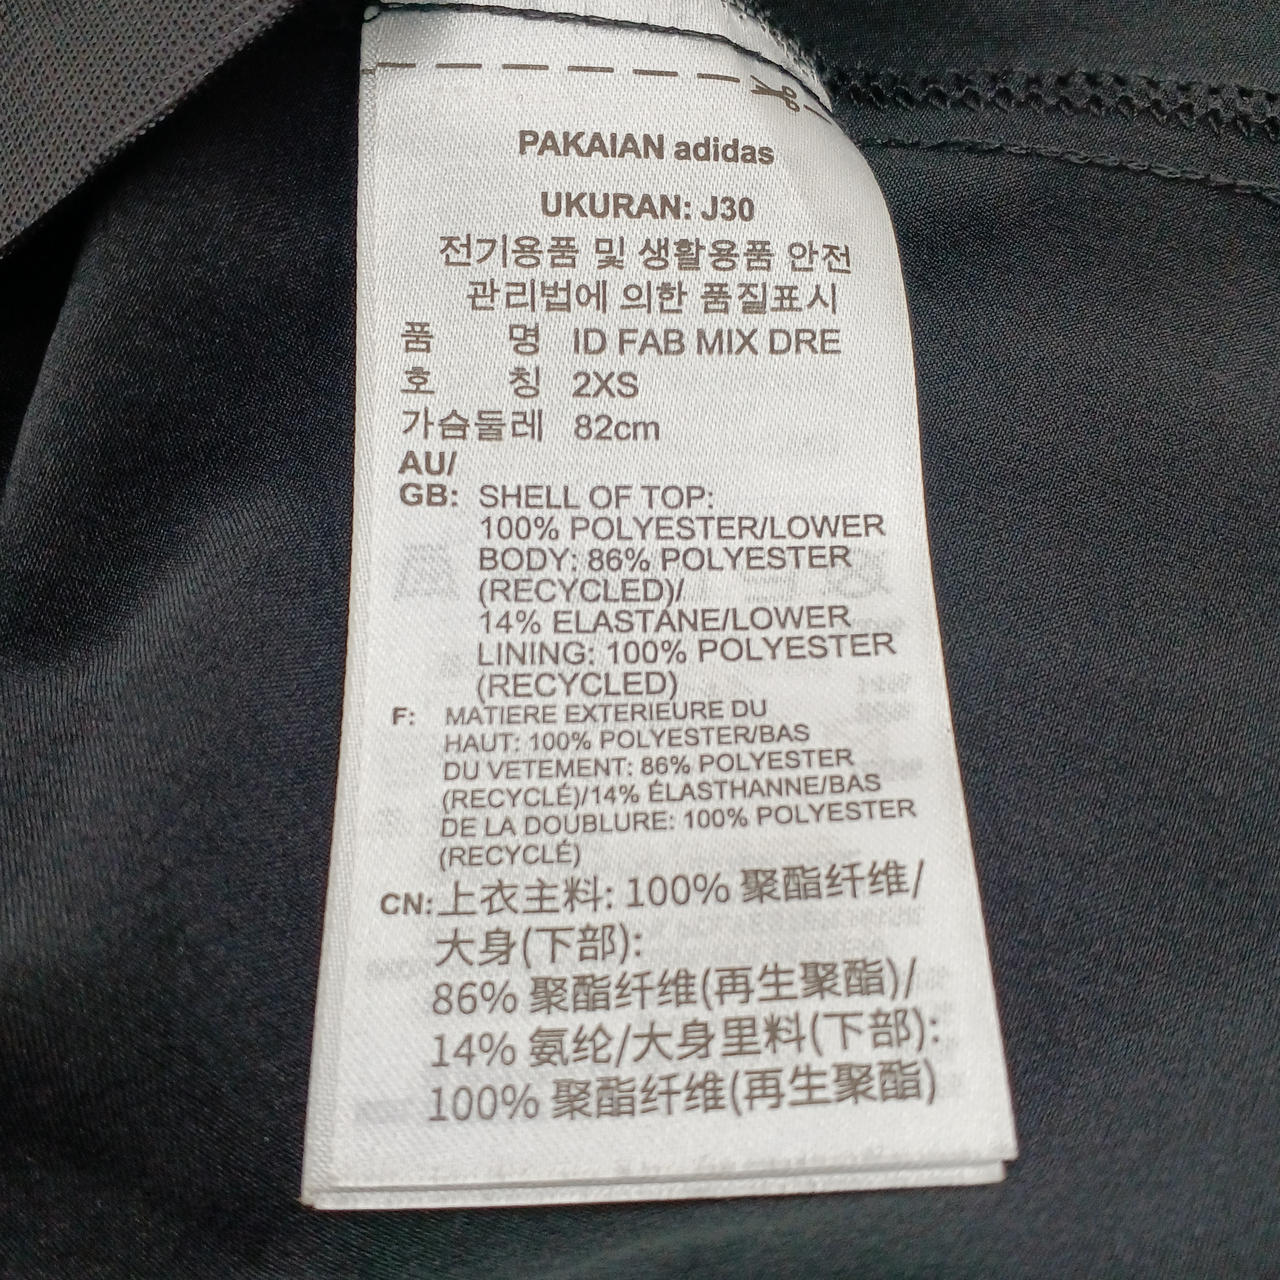 PAKAIAN adidas
UKURAN: J30
전기용품 및 생활용품 안전
관리법에 의한 품질표시
품 명 ID FAB MIX DRE
호 칭 2XS
가슴둘레 82cm
AU/
GB: SHELL OF TOP:
100% POLYESTER/LOWER
BODY: 86% POLYESTER
(RECYCLED)/
14% ELASTANE/LOWER
LINING: 100% POLYESTER
(RECYCLED)
F: MATIERE EXTERIEURE DU
HAUT: 100% POLYESTER/BAS
DU VETEMENT: 86% POLYESTER
(RECYCLÉ)/14% ÉLASTHANNE/BAS
DE LA DOUBLURE: 100% POLYESTER
(RECYCLÉ)
CN: 上衣主料: 100% 聚酯纤维/
大身(下部):
86% 聚酯纤维(再生聚酯)/
14% 氨纶/大身里料(下部):
100% 聚酯纤维(再生聚酯)